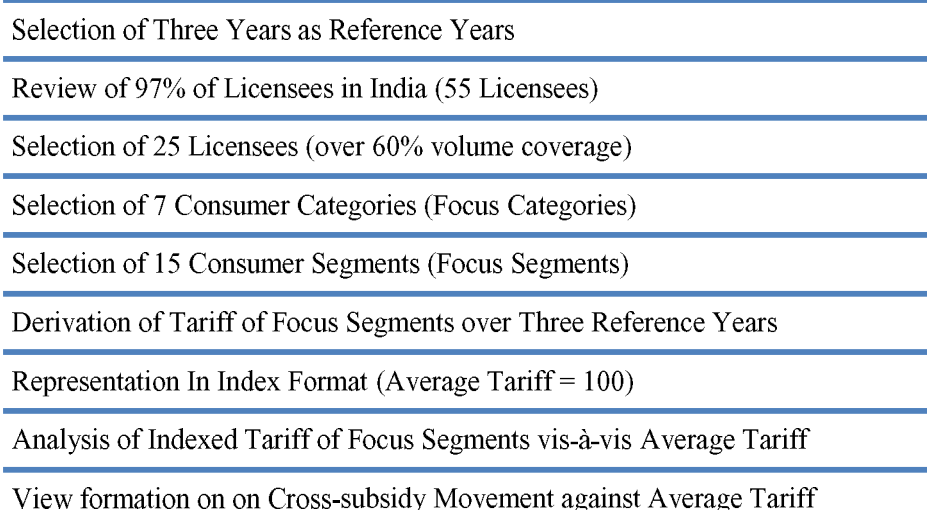 Selection of Three Years as Reference Years
Review of 97% of Licensees in India (55 Licensees)
Selection of 25 Licensees (over 60% volume coverage)
Selection of 7 Consumer Categories (Focus Categories)
Selection of 15 Consumer Segments (Focus Segments)
Derivation of Tariff of Focus Segments over Three Reference Years
Representation In Index Format (Average Tariff = 100)
Analysis of Indexed Tariff of Focus Segments vis-à-vis Average Tariff
View formation on on Cross-subsidy Movement against Average Tariff